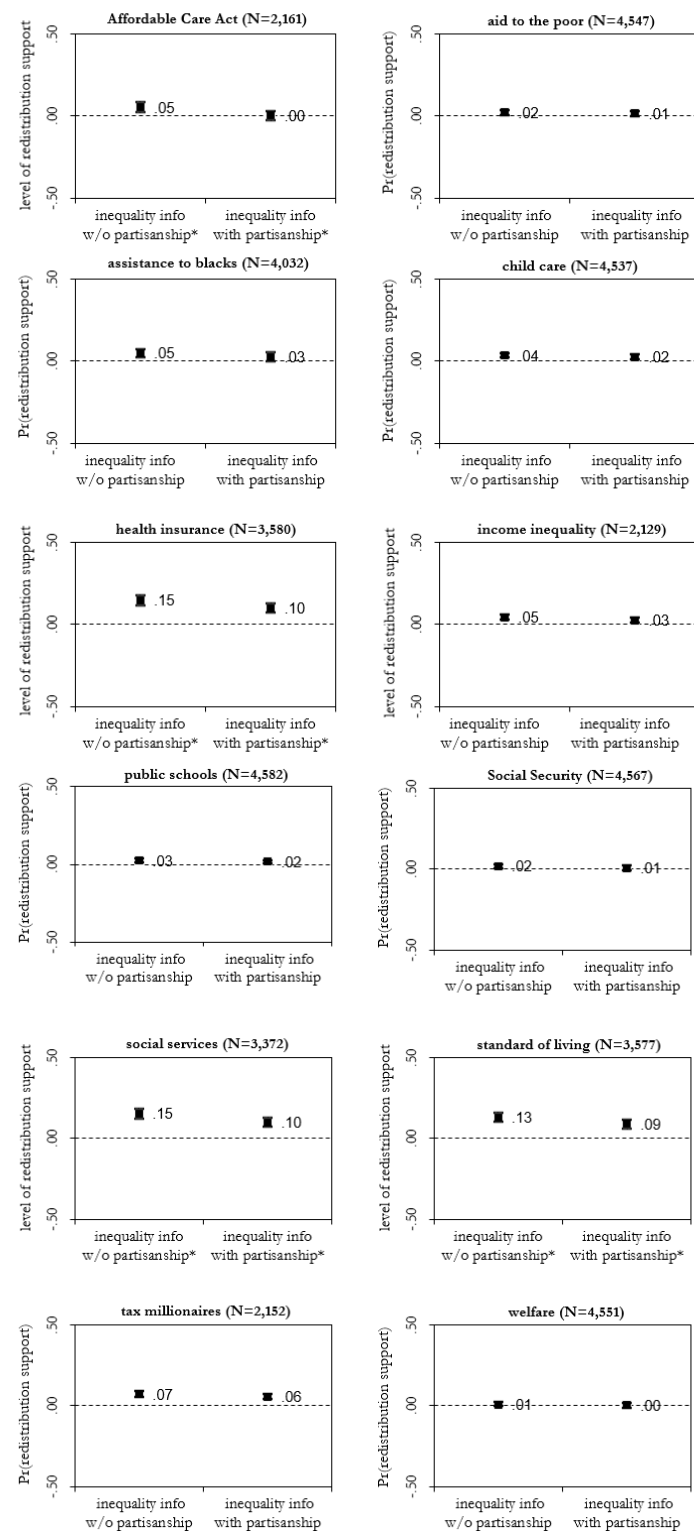 Affordable Care Act (N=2,161)
level of redistribution support
.50
.00
-.50
.05
.00
inequality info
w/o partisanship*
inequality info
with partisanship*
aid to the poor (N=4,547)
Pr(redistribution support)
.50
.00
-.50
.02
.01
inequality info
w/o partisanship
inequality info
with partisanship
assistance to blacks (N=4,032)
Pr(redistribution support)
.50
.00
-.50
.05
.03
inequality info
w/o partisanship
inequality info
with partisanship
child care (N=4,537)
Pr(redistribution support)
.50
.00
-.50
.04
.02
inequality info
w/o partisanship
inequality info
with partisanship
health insurance (N=3,580)
level of redistribution support
.50
.00
-.50
.15
.10
inequality info
w/o partisanship*
inequality info
with partisanship*
income inequality (N=2,129)
level of redistribution support
.50
.00
-.50
.05
.03
inequality info
w/o partisanship
inequality info
with partisanship
public schools (N=4,582)
Pr(redistribution support)
.50
.00
-.50
.03
.02
inequality info
w/o partisanship
inequality info
with partisanship
Social Security (N=4,567)
Pr(redistribution support)
.50
.00
-.50
.02
.01
inequality info
w/o partisanship
inequality info
with partisanship
social services (N=3,372)
level of redistribution support
.50
.00
-.50
.15
.10
inequality info
w/o partisanship*
inequality info
with partisanship*
standard of living (N=3,577)
level of redistribution support
.50
.00
-.50
.13
.09
inequality info
w/o partisanship*
inequality info
with partisanship*
tax millionaires (N=2,152)
Pr(redistribution support)
.50
.00
-.50
.07
.06
inequality info
w/o partisanship
inequality info
with partisanship
welfare (N=4,551)
Pr(redistribution support)
.50
.00
-.50
.01
.00
inequality info
w/o partisanship
inequality info
with partisanship